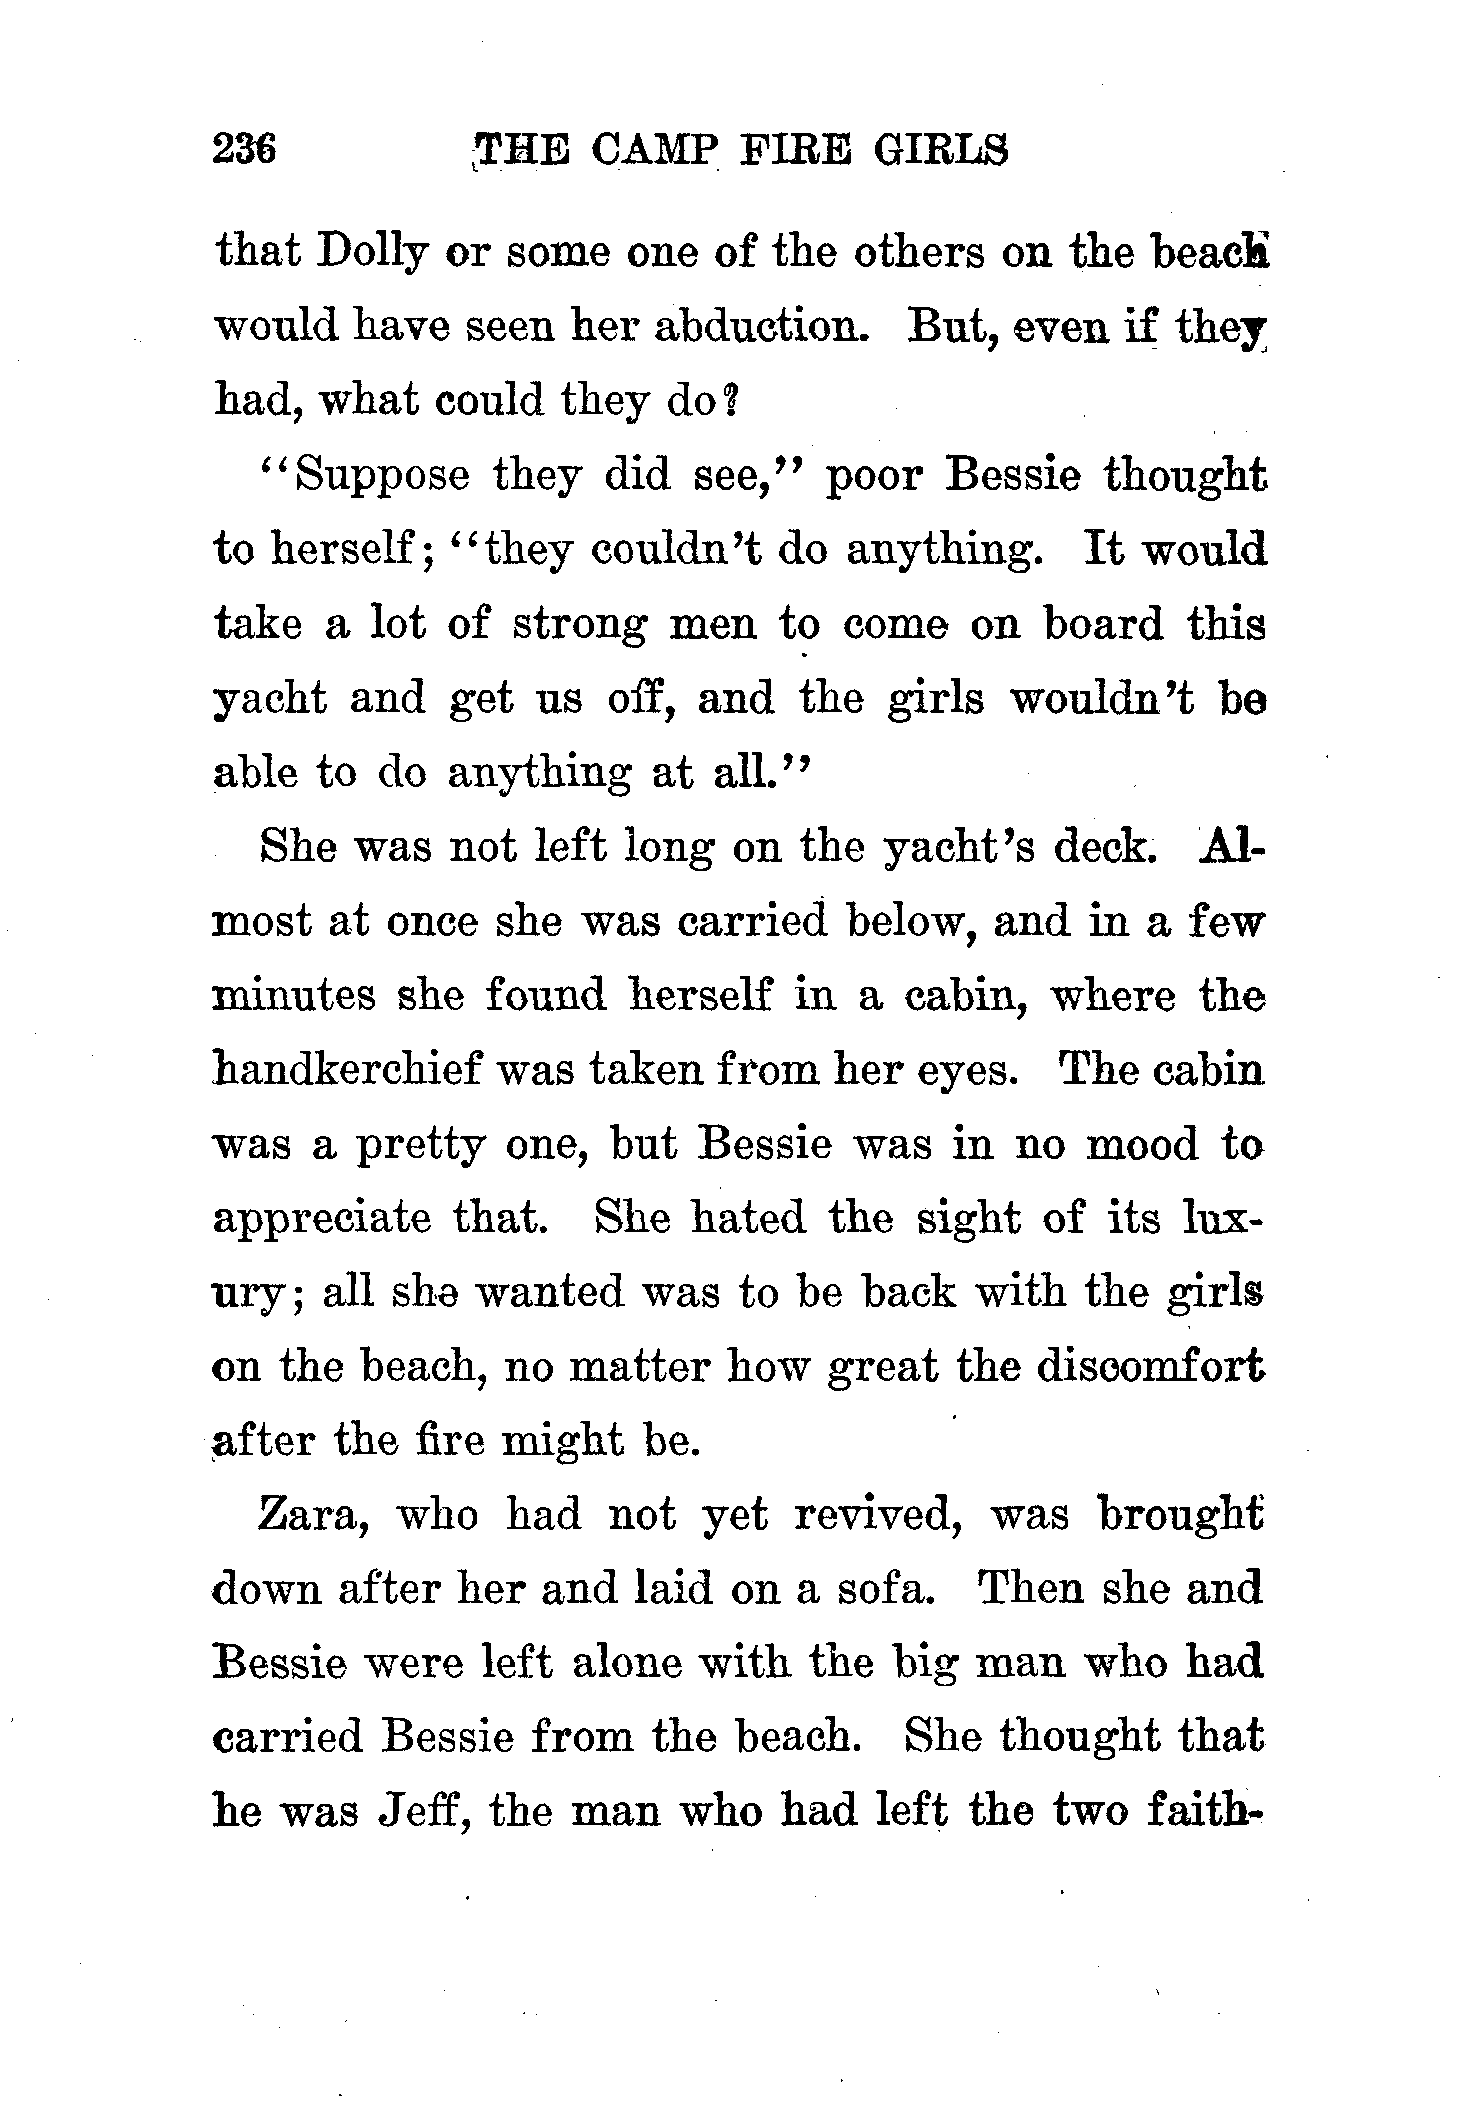 236 THE CAMP FIRE GIRLS
that Dolly or some one of the others on the beach
would have seen her abduction. But, even if they
had, what could they do?
"Suppose they did see," poor Bessie thought
to herself; "they couldn't do anything. It would
take a lot of strong men to come on board this
yacht and get us off, and the girls wouldn't be
able to do anything at all."
She was not left long on the yacht's deck. Al-
most at once she was carried below, and in a few
minutes she found herself in a cabin, where the
handkerchief was taken from her eyes. The cabin
was a pretty one, but Bessie was in no mood to
appreciate that. She hated the sight of its lux-
ury; all she wanted was to be back with the girls
on the beach, no matter how great the discomfort
after the fire might be.
Zara, who had not yet revived, was brought
down after her and laid on a sofa. Then she and
Bessie were left alone with the big man who had
carried Bessie from the beach. She thought that
he was Jeff, the man who had left the two faith-